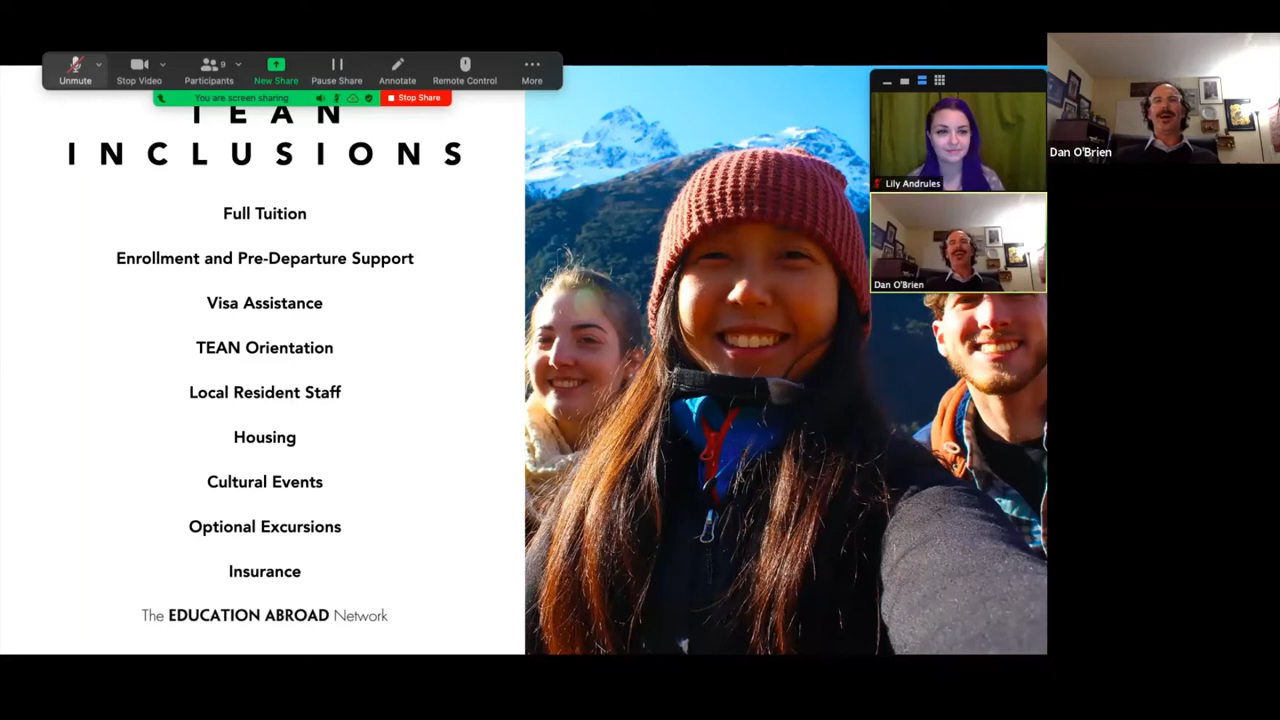 Unmute
Stop Video
Participants
9
New Share
Pause Share
Annotate
Remote Control
More
You are screen sharing
Stop Share
TEAN
INCLUSIONS
Full Tuition
Enrollment and Pre-Departure Support
Visa Assistance
TEAN Orientation
Local Resident Staff
Housing
Cultural Events
Optional Excursions
Insurance
The EDUCATION ABROAD Network
Lily Andrules
Dan O'Brien
Dan O'Brien